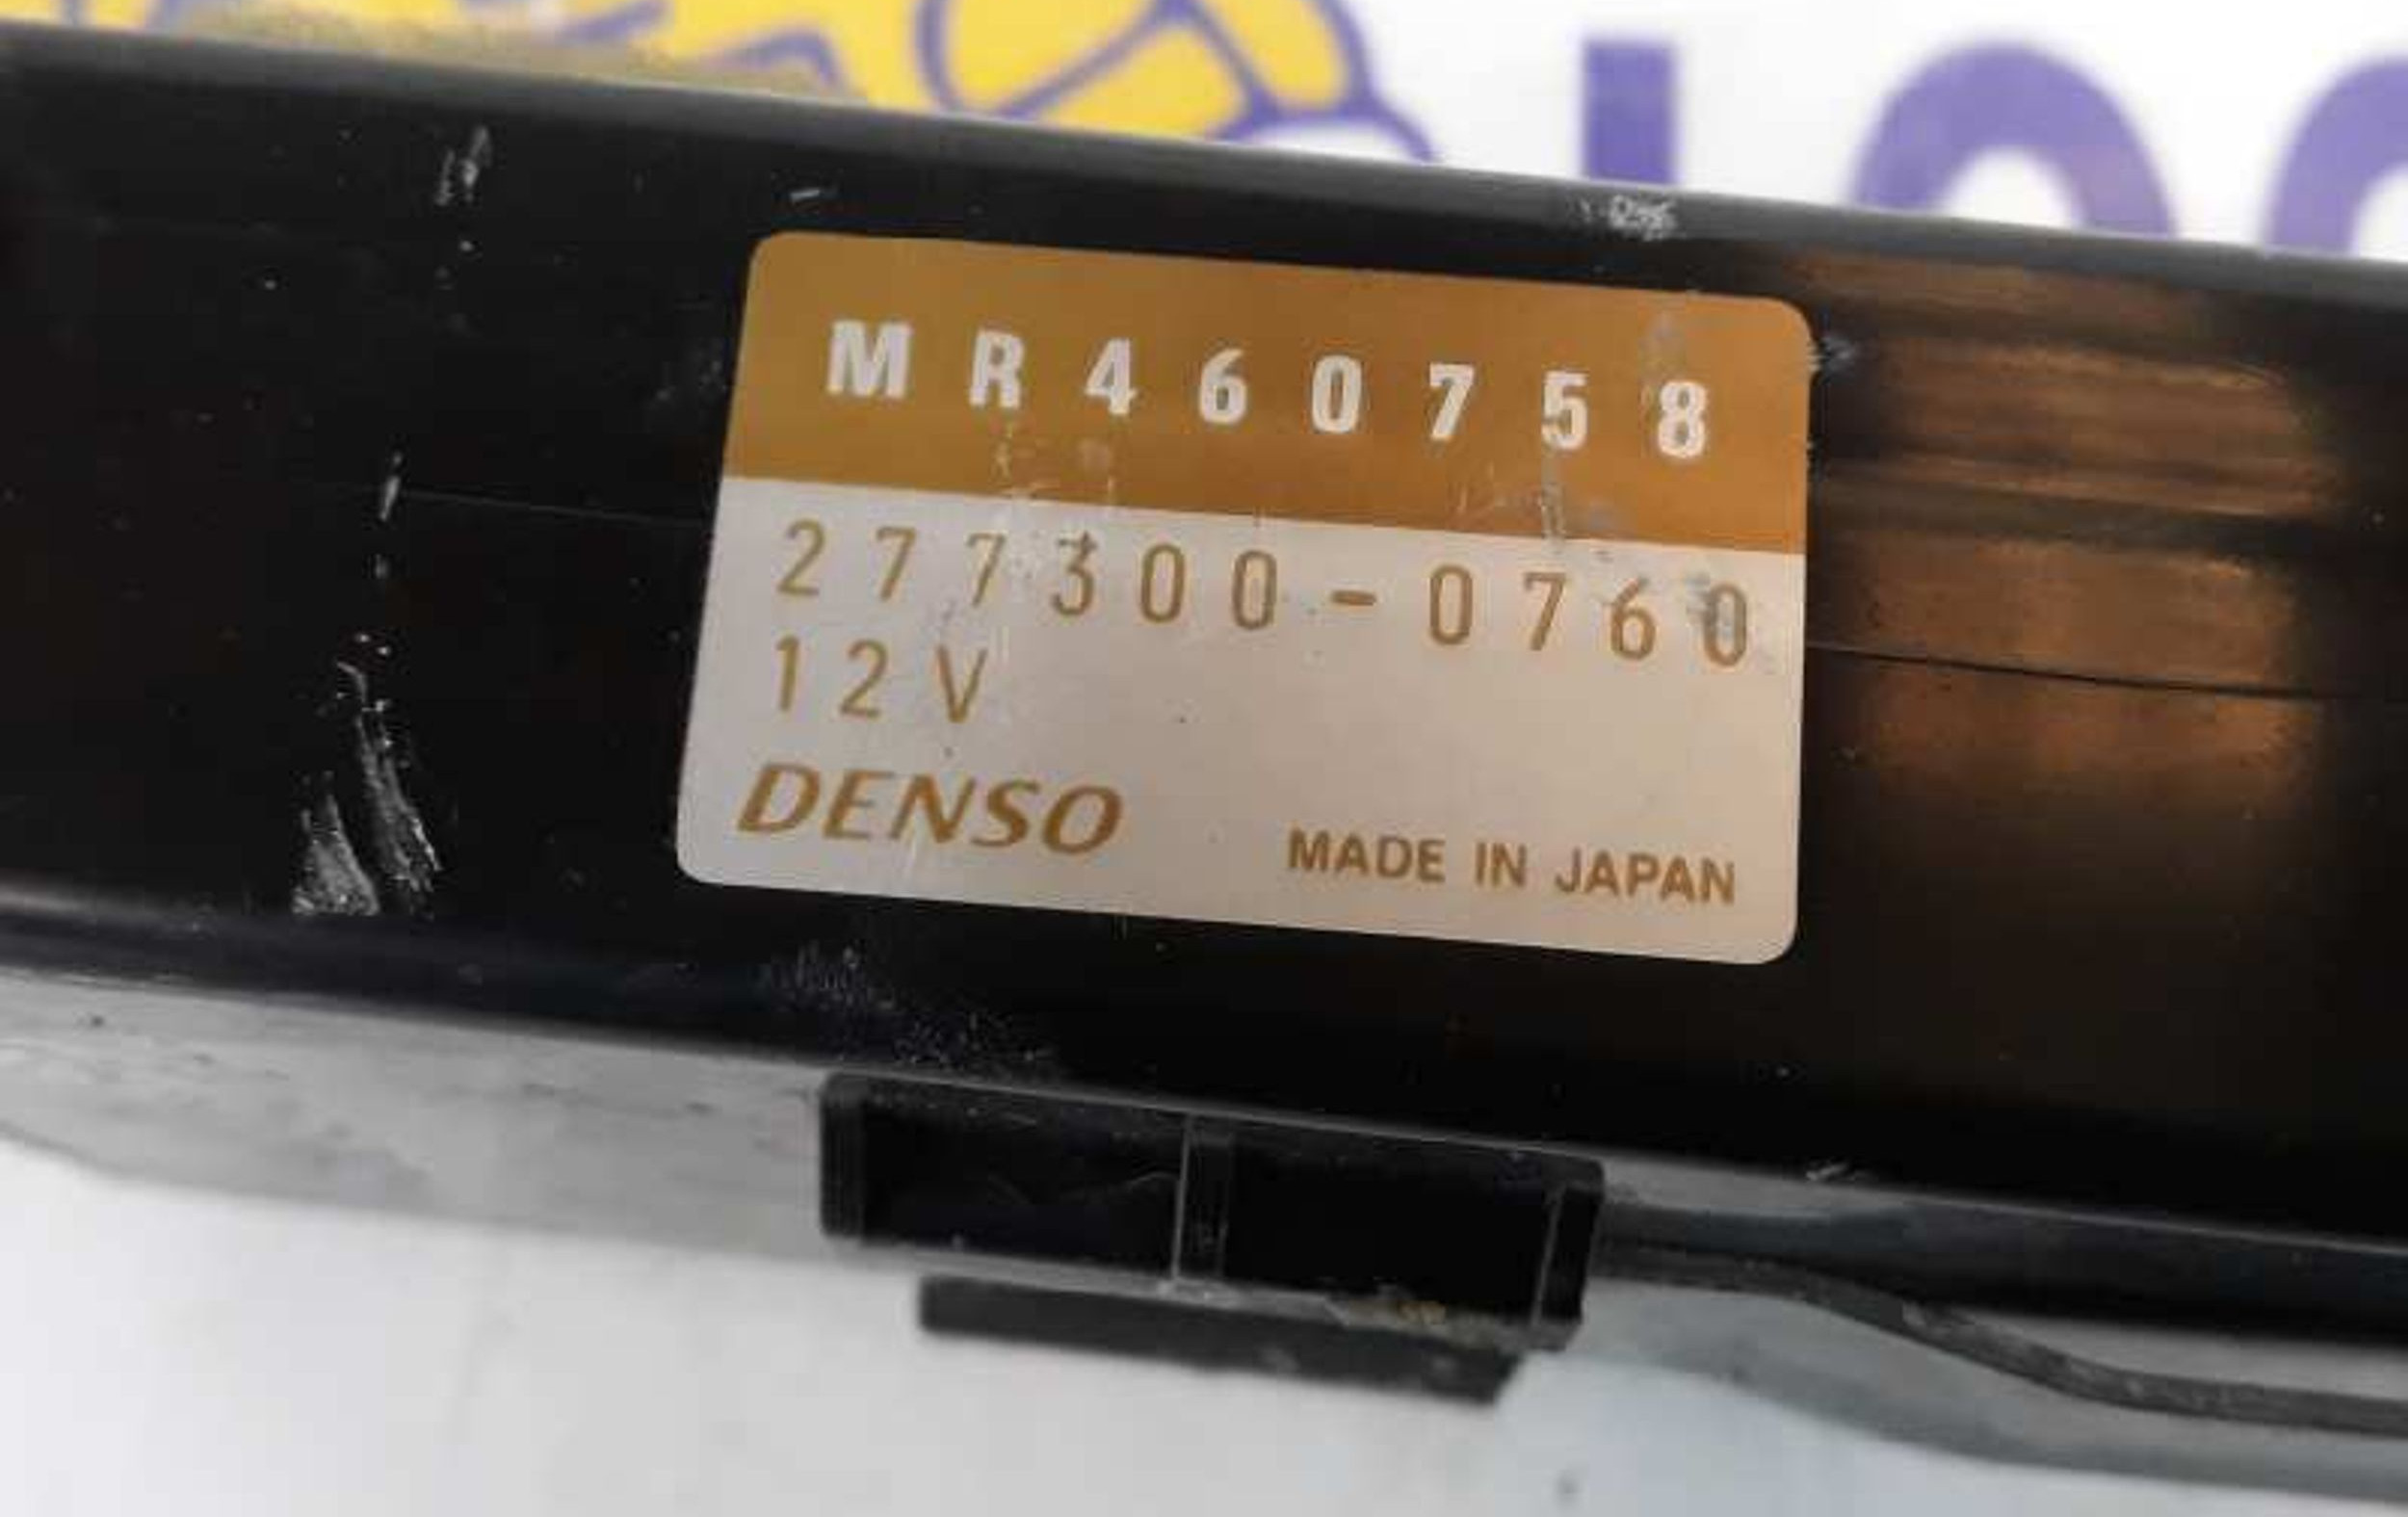 MR460758
277300-0760
12V
DENSO
MADE IN JAPAN